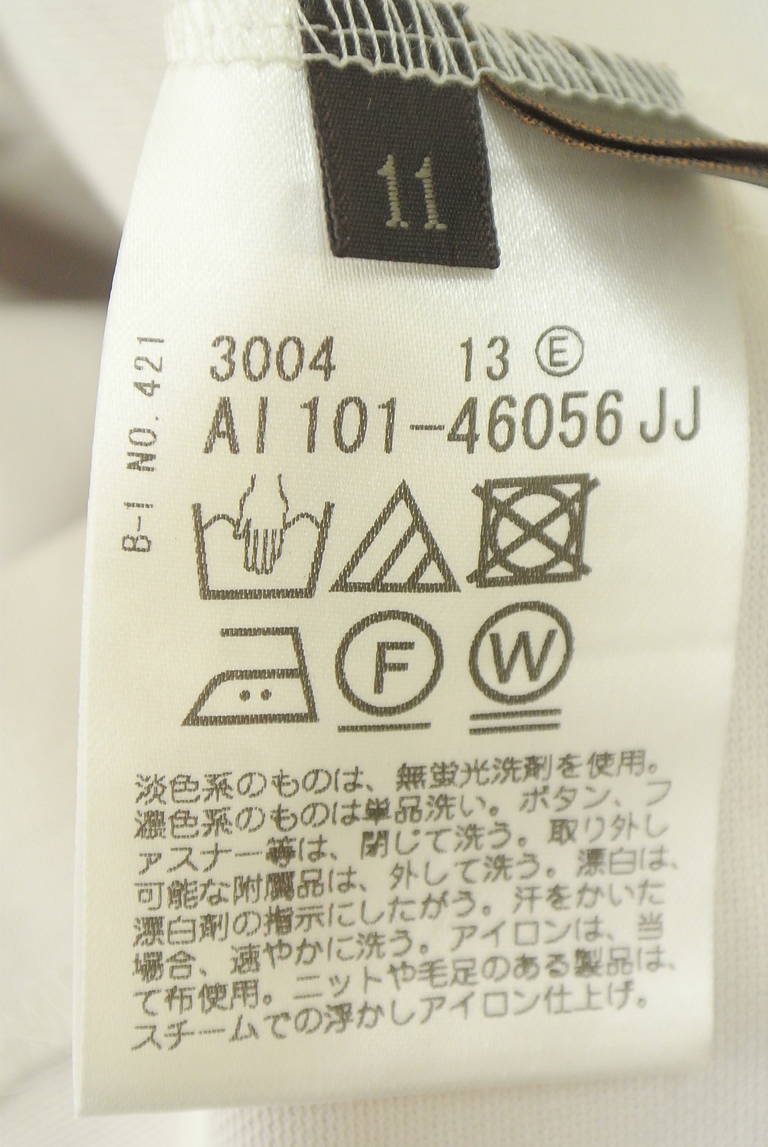 11
3004 13 Ⓔ
AI101-46056JJ
B-1 NO.421
F
W
淡色系のものは、無蛍光洗剤を使用。
濃色系のものは単品洗い。ボタン、フ
ァスナー等は、閉じて洗う。取り外し
可能な附属品は、外して洗う。漂白は、
漂白剤の指示にしたがう。汗をかいた
場合、速やかに洗う。アイロンは、当
て布使用。ニットや毛足のある製品は、
スチームでの浮かしアイロン仕上げ。